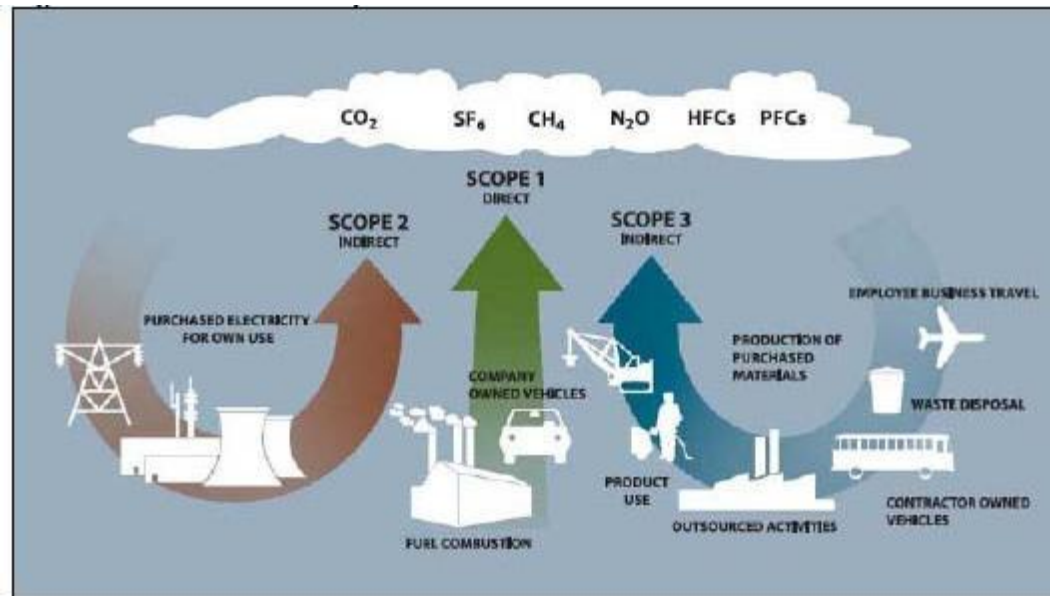 CO₂ SF₆ CH₄ N₂O HFCs PFCs
SCOPE 1
DIRECT
SCOPE 2
INDIRECT
SCOPE 3
INDIRECT
PURCHASED ELECTRICITY
FOR OWN USE
COMPANY
OWNED VEHICLES
FUEL COMBUSTION
PRODUCT
USE
PRODUCTION OF
PURCHASED
MATERIALS
OUTSOURCED ACTIVITIES
EMPLOYEE BUSINESS TRAVEL
WASTE DISPOSAL
CONTRACTOR OWNED
VEHICLES